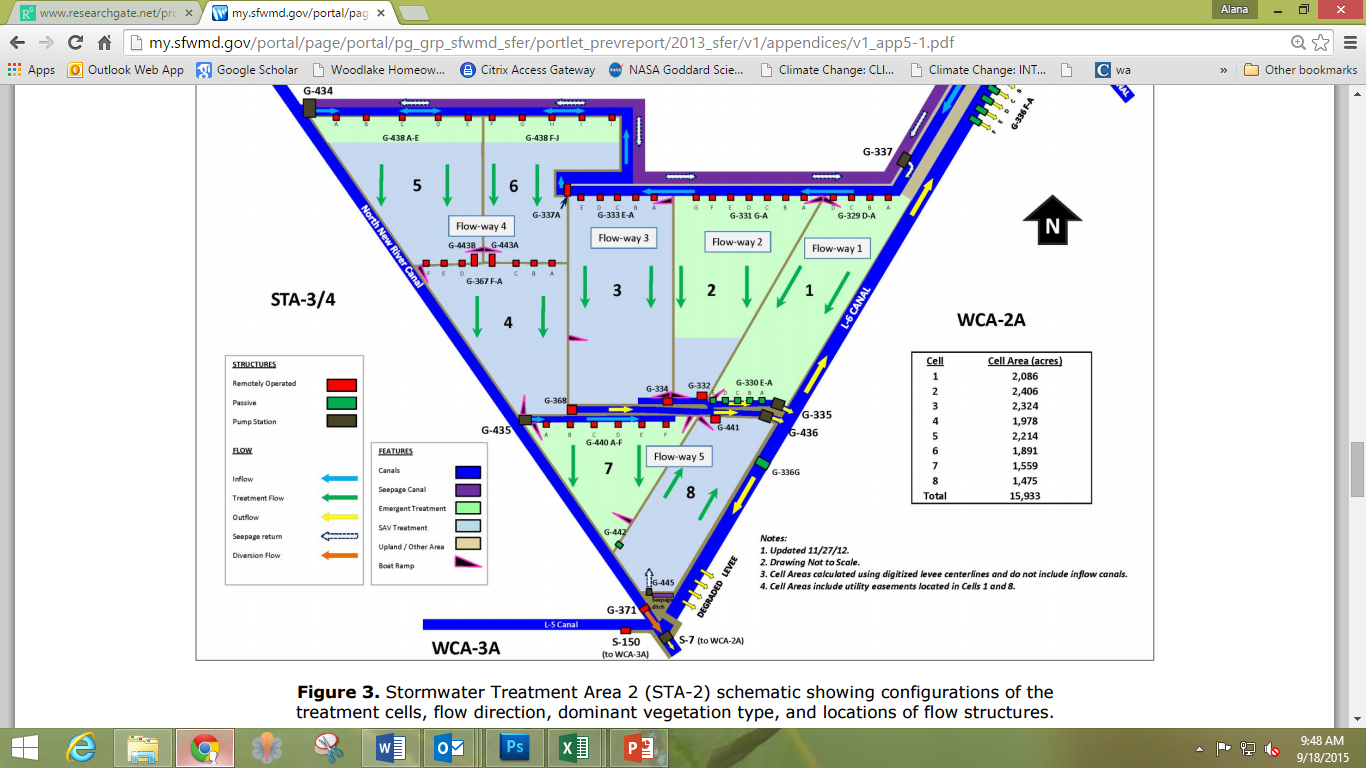 www.researchgate.net/pro
my.sfwmd.gov/portal/pag
Alana
my.sfwmd.gov/portal/page/portal/pg_grp_sfwmd_sfer/portlet_prevreport/2013_sfer/v1/appendices/v1_app5-1.pdf
Apps
Outlook Web App
Google Scholar
Woodlake Homeow...
Citrix Access Gateway
NASA Goddard Scie...
Climate Change: CLI...
Climate Change: INT...
wa
»
Other bookmarks
G-434
A B C D E F G H I J
G-438 A-E
G-438 F-J
G-336 F-A
G-337
5
6
G-337A
E D C B A
G-333 E-A
G F E D C B A
G-331 G-A
D C B A
G-329 D-A
N
Flow-way 4
Flow-way 3
Flow-way 2
Flow-way 1
G-443B
G-443A
F E D C B A
G-367 F-A
North New River Canal
STA-3/4
3
2
1
4
L-6 CANAL
WCA-2A
STRUCTURES
Remotely Operated
Passive
Pump Station
FLOW
Inflow
Treatment Flow
Outflow
Seepage return
Diversion Flow
FEATURES
Canals
Seepage Canal
Emergent Treatment
SAV Treatment
Upland / Other Area
Boat Ramp
G-368
G-334
G-332
G-330 E-A
D C B A
G-335
G-436
G-435
G-441
A B C D E F
G-440 A-F
Flow-way 5
7
8
G-336G
G-442
G-445
Seepage
ditch
DEGRADED LEVEE
G-371
L-5 Canal
WCA-3A
S-150
(to WCA-3A)
S-7 (to WCA-2A)
Cell Cell Area (acres)
1 2,086
2 2,406
3 2,324
4 1,978
5 2,214
6 1,891
7 1,559
8 1,475
Total 15,933
Notes:
1. Updated 11/27/12.
2. Drawing Not to Scale.
3. Cell Areas calculated using digitized levee centerlines and do not include inflow canals.
4. Cell Areas include utility easements located in Cells 1 and 8.
Figure 3. Stormwater Treatment Area 2 (STA-2) schematic showing configurations of the
treatment cells, flow direction, dominant vegetation type, and locations of flow structures.
9:48 AM
9/18/2015